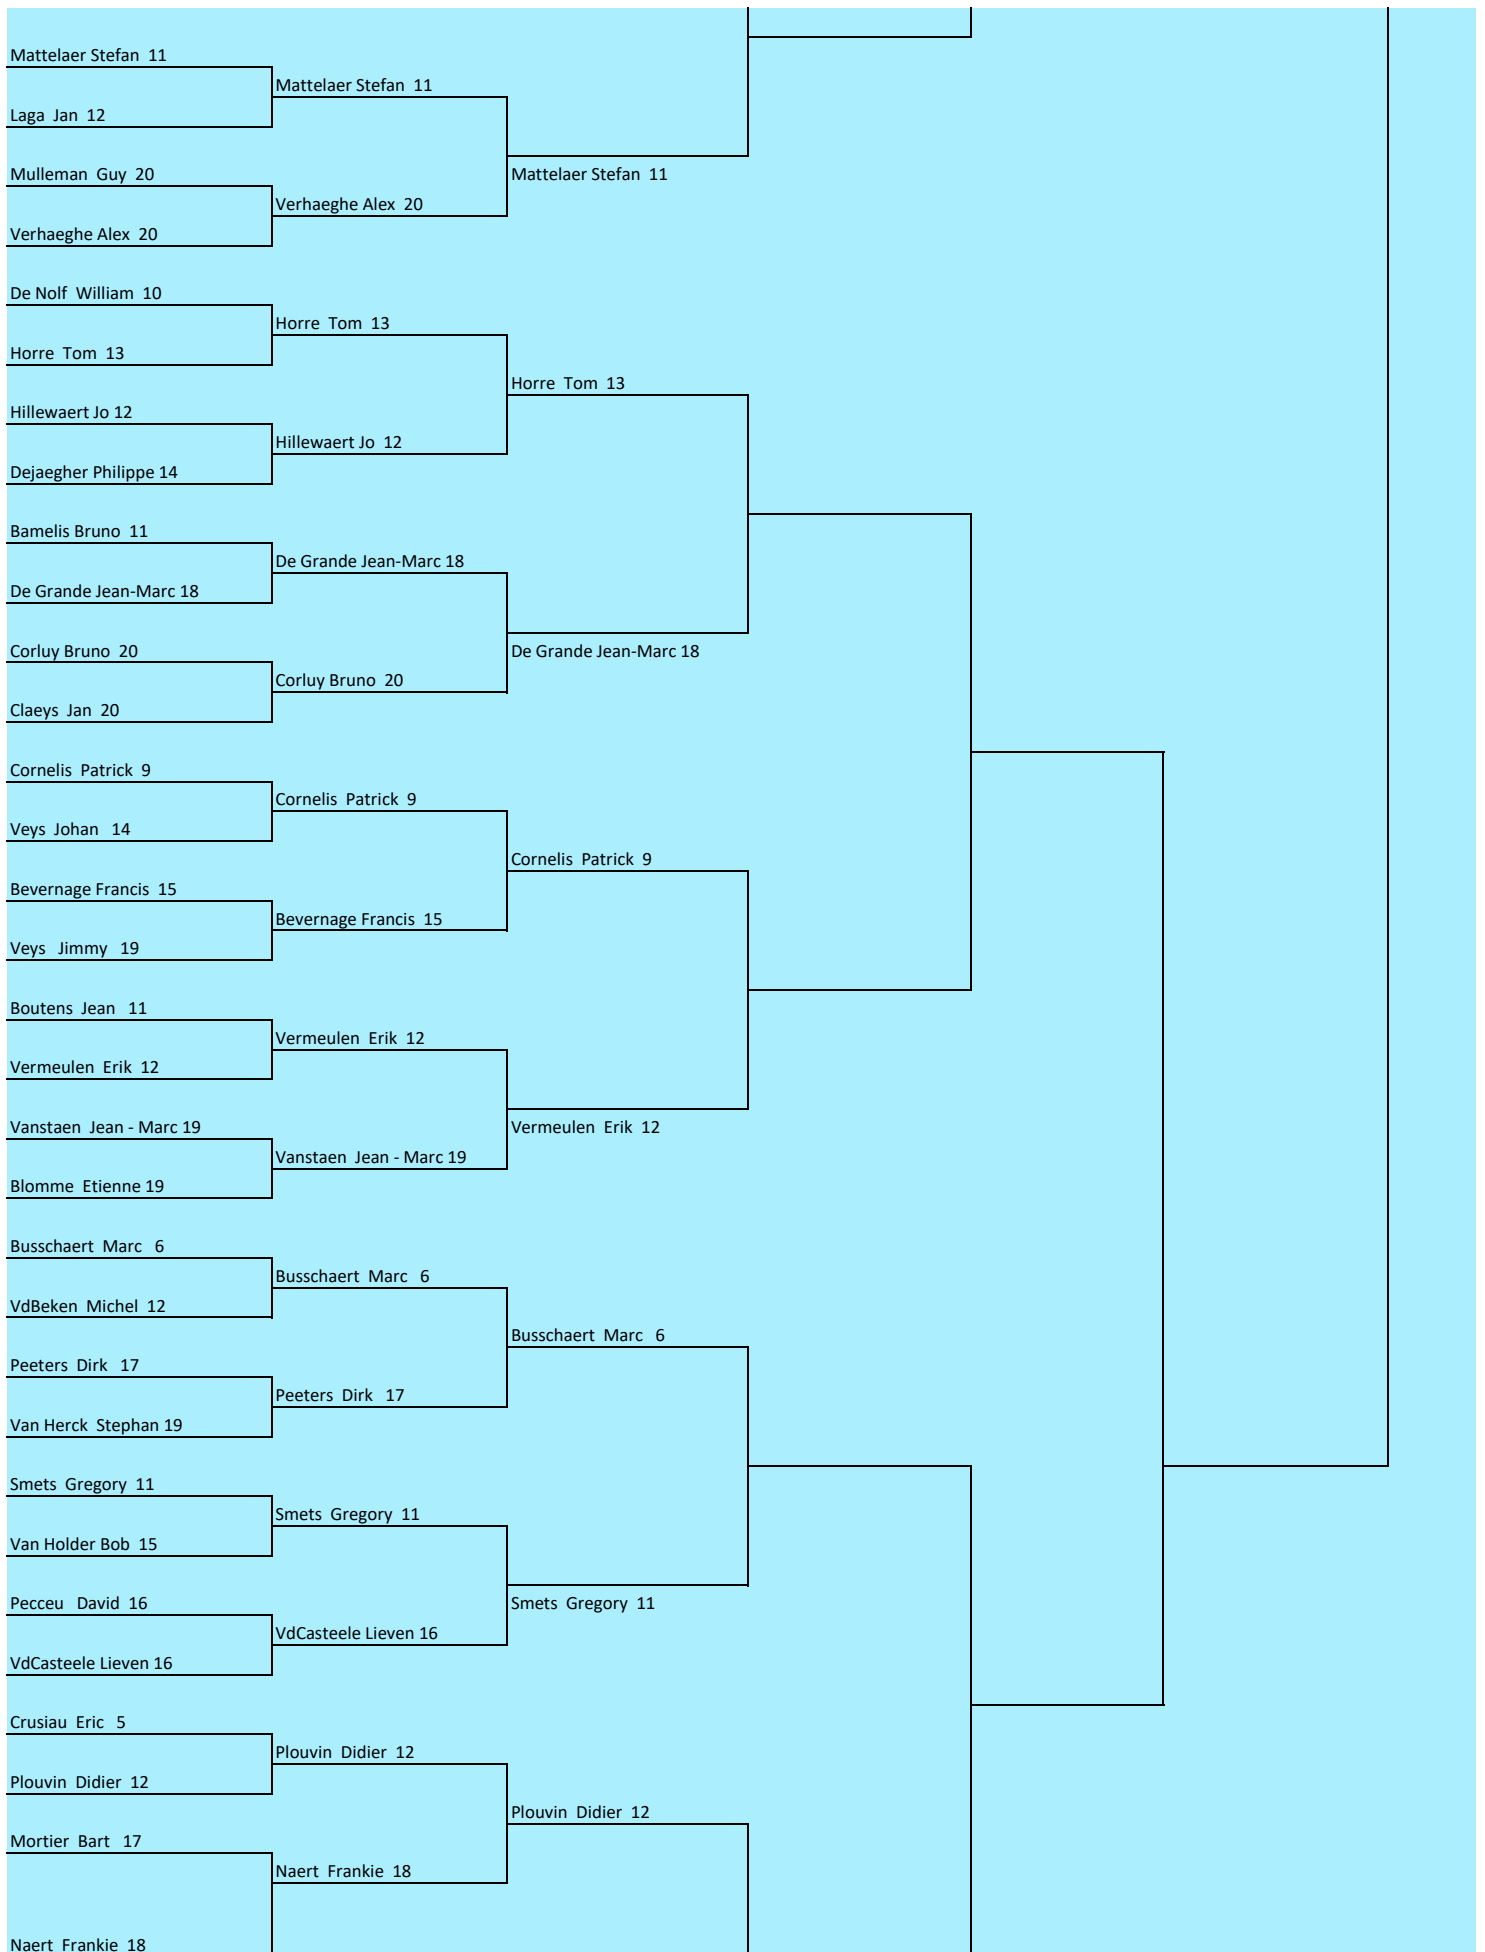 Mattelaer Stefan  11
Mattelaer Stefan  11
Laga  Jan  12
Mulleman  Guy  20
Mattelaer Stefan  11
Verhaeghe Alex  20
Verhaeghe Alex  20
De Nolf  William  10
Horre  Tom  13
Horre  Tom  13
Horre  Tom  13
Hillewaert Jo 12
Hillewaert Jo  12
Dejaegher Philippe 14
Bamelis Bruno  11
De Grande Jean-Marc 18
De Grande Jean-Marc 18
Corluy Bruno  20
De Grande Jean-Marc 18
Corluy Bruno  20
Claeys  Jan  20
Cornelis  Patrick  9
Cornelis  Patrick  9
Veys  Johan   14
Cornelis  Patrick  9
Bevernage Francis  15
Bevernage Francis  15
Veys   Jimmy   19
Boutens  Jean   11
Vermeulen  Erik  12
Vermeulen  Erik  12
Vanstaen  Jean - Marc 19
Vermeulen  Erik  12
Vanstaen  Jean - Marc 19
Blomme  Etienne 19
Busschaert  Marc   6
Busschaert  Marc   6
VdBeken  Michel  12
Busschaert  Marc   6
Peeters  Dirk   17
Peeters  Dirk   17
Van Herck  Stephan 19
Smets  Gregory  11
Smets  Gregory  11
Van Holder Bob  15
Pecceu   David  16
Smets  Gregory  11
VdCasteele Lieven 16
VdCasteele Lieven 16
Crusiau  Eric   5
Plouvin  Didier  12
Plouvin  Didier  12
Plouvin  Didier  12
Mortier  Bart   17
Naert  Frankie  18
Naert  Frankie  18